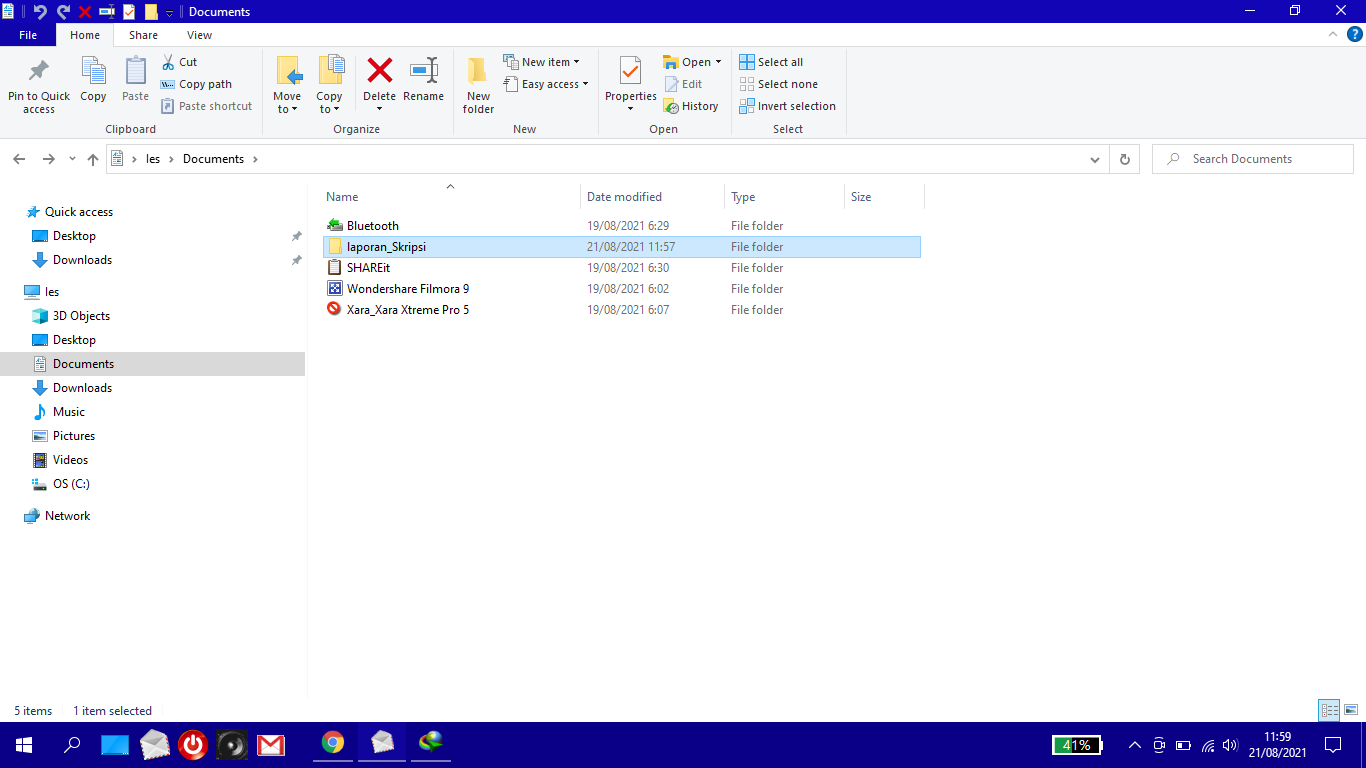 Documents
File Home Share View
Pin to Quick access
Copy
Paste
Cut
Copy path
Paste shortcut
Clipboard
Move to
Copy to
Delete
Rename
Organize
New folder
New item
Easy access
New
Properties
Open
Edit
History
Open
Select all
Select none
Invert selection
Select
les > Documents >
Search Documents
Quick access
Desktop
Downloads
les
3D Objects
Desktop
Documents
Downloads
Music
Pictures
Videos
OS (C:)
Network
Name Date modified Type Size
Bluetooth 19/08/2021 6:29 File folder
laporan_Skripsi 21/08/2021 11:57 File folder
SHAREit 19/08/2021 6:30 File folder
Wondershare Filmora 9 19/08/2021 6:02 File folder
Xara_Xara Xtreme Pro 5 19/08/2021 6:07 File folder
5 items 1 item selected
41%
11:59
21/08/2021